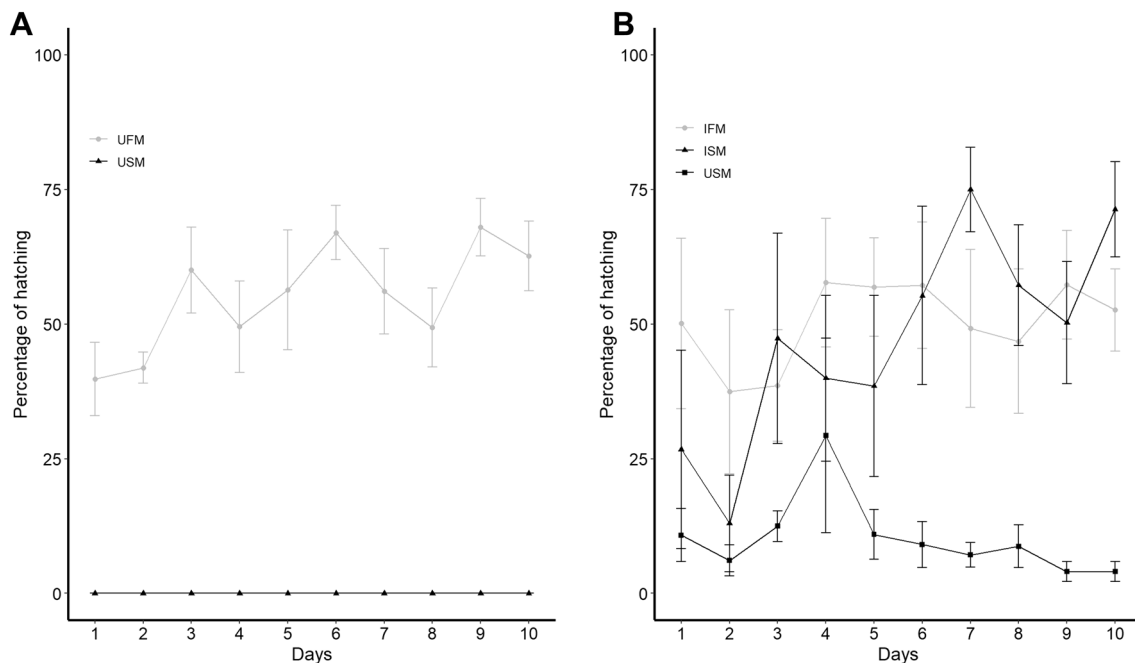 A
Percentage of hatching
100
75
50
25
0
UFM
USM
1 2 3 4 5 6 7 8 9 10
Days
B
Percentage of hatching
100
75
50
25
0
IFM
ISM
USM
1 2 3 4 5 6 7 8 9 10
Days